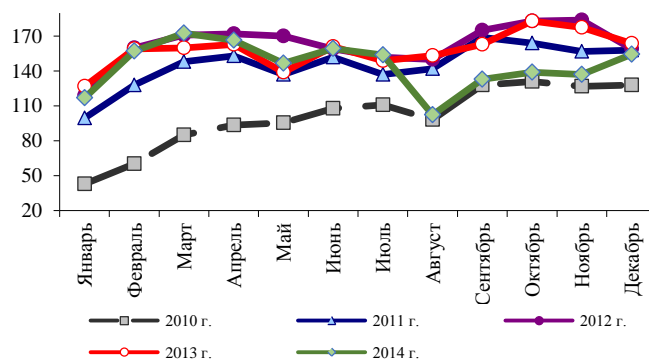 170
140
110
80
50
20
Январь
Февраль
Март
Апрель
Май
Июнь
Июль
Август
Сентябрь
Октябрь
Ноябрь
Декабрь
2010 г.
2011 г.
2012 г.
2013 г.
2014 г.